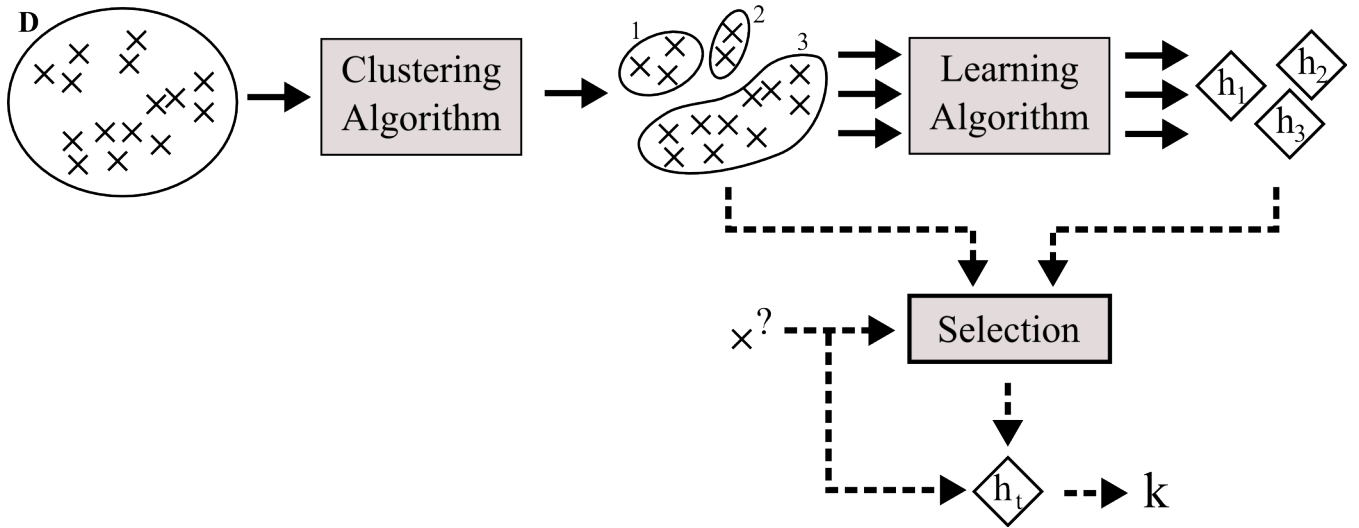 D
Clustering
Algorithm
1
2
3
Learning
Algorithm
h1
h2
h3
?
Selection
ht
k